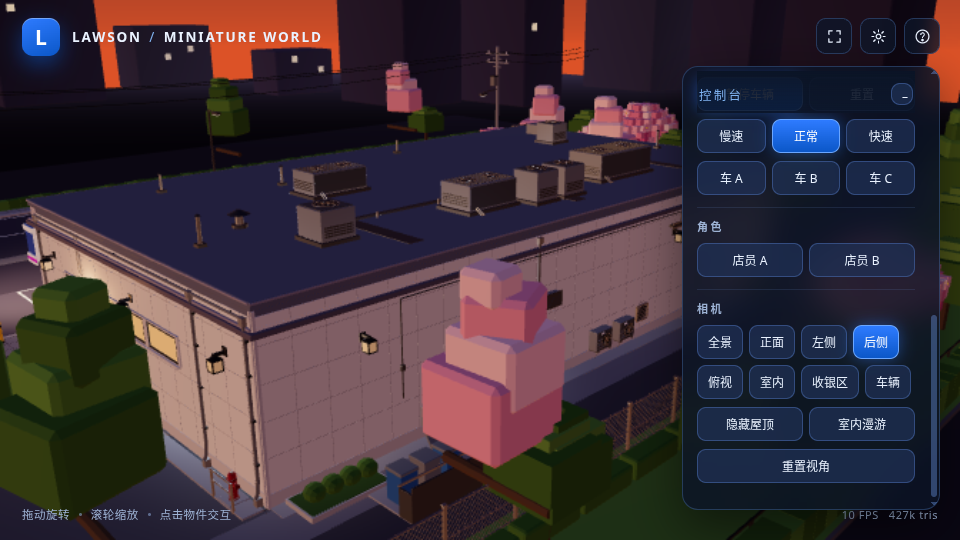 L LAWSON / MINIATURE WORLD
控制台
重置
慢速 正常 快速
车 A 车 B 车 C
角色
店员 A 店员 B
相机
全景 正面 左侧 后侧
俯视 室内 收银区 车辆
隐藏屋顶 室内漫游
重置视角
拖动旋转 • 滚轮缩放 • 点击物件交互
10 FPS 427k tris